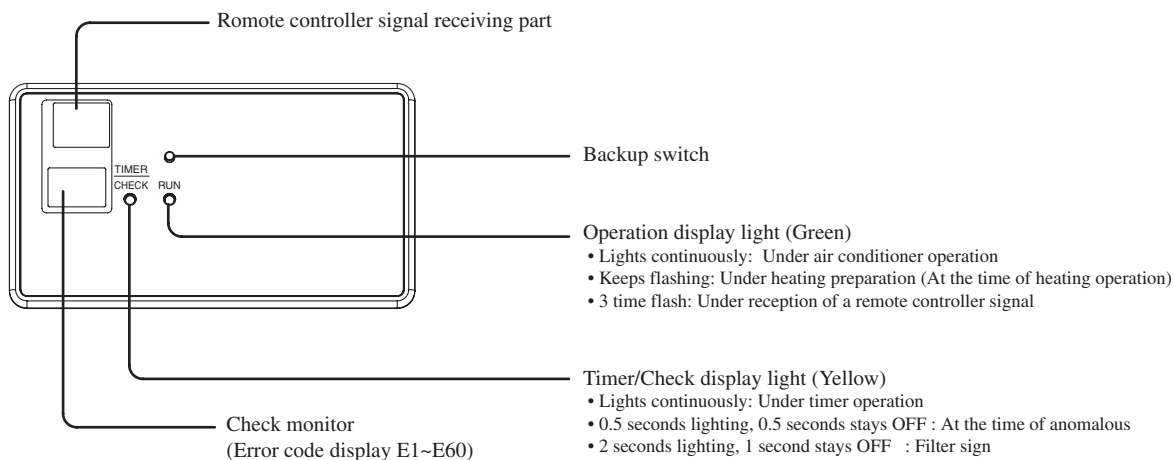 Romote controller signal receiving part
TIMER
CHECK RUN
Backup switch
Operation display light (Green)
• Lights continuously: Under air conditioner operation
• Keeps flashing: Under heating preparation (At the time of heating operation)
• 3 time flash: Under reception of a remote controller signal
Timer/Check display light (Yellow)
• Lights continuously: Under timer operation
• 0.5 seconds lighting, 0.5 seconds stays OFF : At the time of anomalous
• 2 seconds lighting, 1 second stays OFF : Filter sign
Check monitor
(Error code display E1~E60)